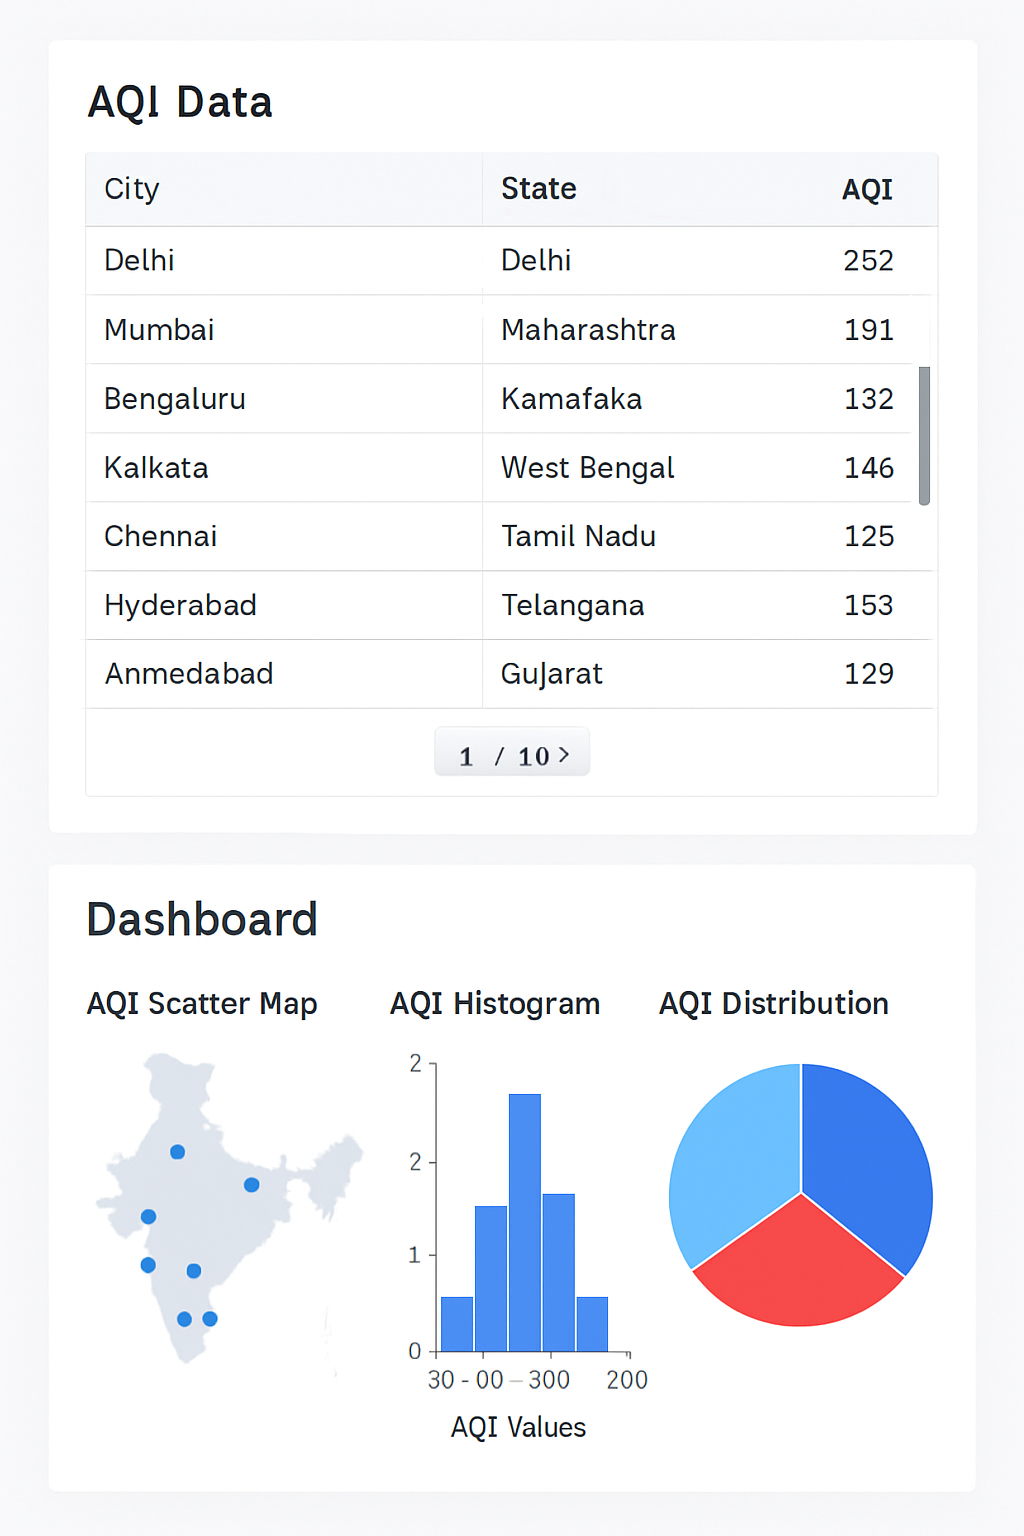 AQI Data
City State AQI
Delhi Delhi 252
Mumbai Maharashtra 191
Bengaluru Kamafaka 132
Kalkata West Bengal 146
Chennai Tamil Nadu 125
Hyderabad Telangana 153
Anmedabad GuJarat 129
1 / 10 >
Dashboard
AQI Scatter Map
AQI Histogram
2
2
1
0
30 - 00 – 300 200
AQI Values
AQI Distribution